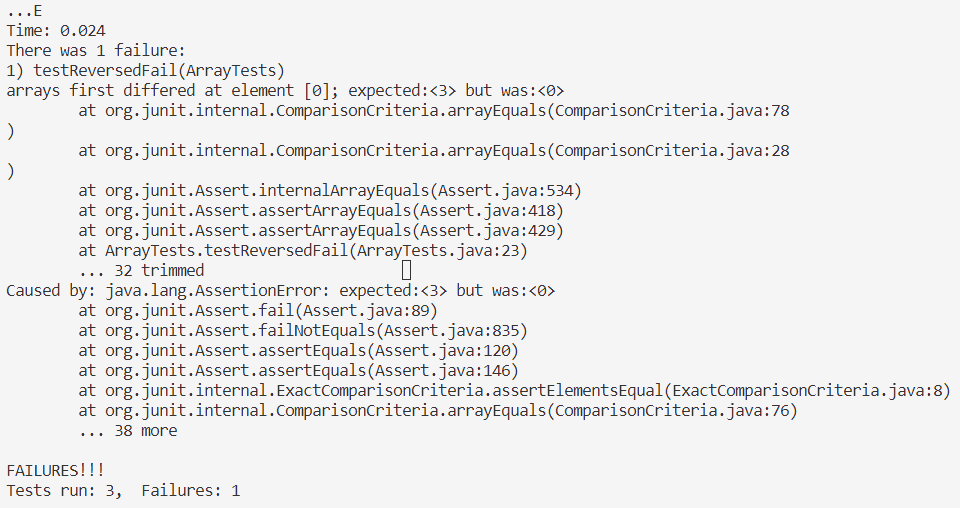 ...E
Time: 0.024
There was 1 failure:
1) testReversedFail(ArrayTests)
arrays first differed at element [0]; expected:<3> but was:<0>
        at org.junit.internal.ComparisonCriteria.arrayEquals(ComparisonCriteria.java:78
)
        at org.junit.internal.ComparisonCriteria.arrayEquals(ComparisonCriteria.java:28
)
        at org.junit.Assert.internalArrayEquals(Assert.java:534)
        at org.junit.Assert.assertArrayEquals(Assert.java:418)
        at org.junit.Assert.assertArrayEquals(Assert.java:429)
        at ArrayTests.testReversedFail(ArrayTests.java:23)
        ... 32 trimmed
Caused by: java.lang.AssertionError: expected:<3> but was:<0>
        at org.junit.Assert.fail(Assert.java:89)
        at org.junit.Assert.failNotEquals(Assert.java:835)
        at org.junit.Assert.assertEquals(Assert.java:120)
        at org.junit.Assert.assertEquals(Assert.java:146)
        at org.junit.internal.ExactComparisonCriteria.assertElementsEqual(ExactComparisonCriteria.java:8)
        at org.junit.internal.ComparisonCriteria.arrayEquals(ComparisonCriteria.java:76)
        ... 38 more

FAILURES!!!
Tests run: 3,  Failures: 1